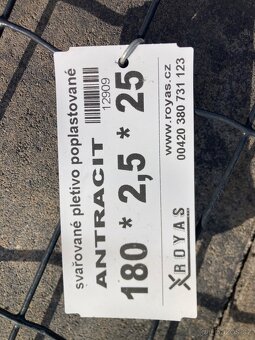 svařované pletivo poplastované
12909
ANTRACIT
180 * 2,5 * 25
ROYAS
www.royas.cz
00420 380 731 123